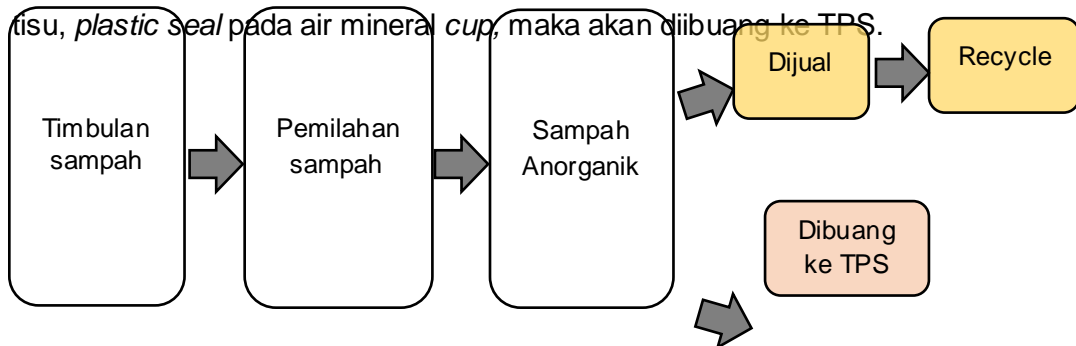 tisu, plastic seal pada air mineral cup, maka akan diibuang ke TPS.
Timbulan
sampah
Pemilahan
sampah
Sampah
Anorganik
Dijual
Recycle
Dibuang
ke TPS